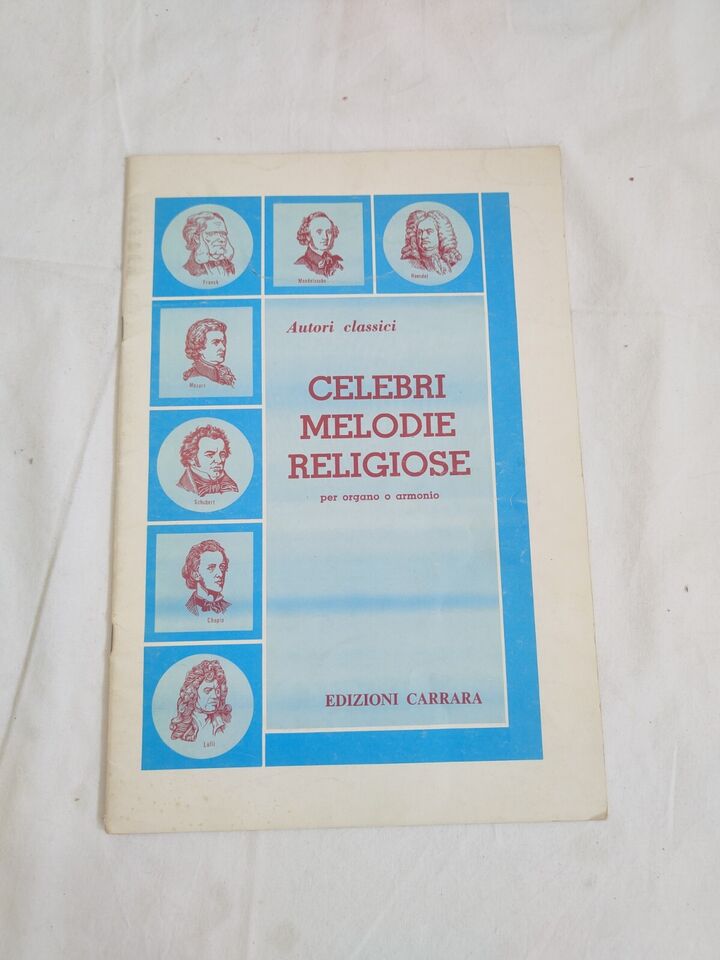 Franck
Mendelssohn
Haendel
Mozart
Schubert
Chopin
Lulli
Autori classici
CELEBRI
MELODIE
RELIGIOSE
per organo o armonio
EDIZIONI CARRARA